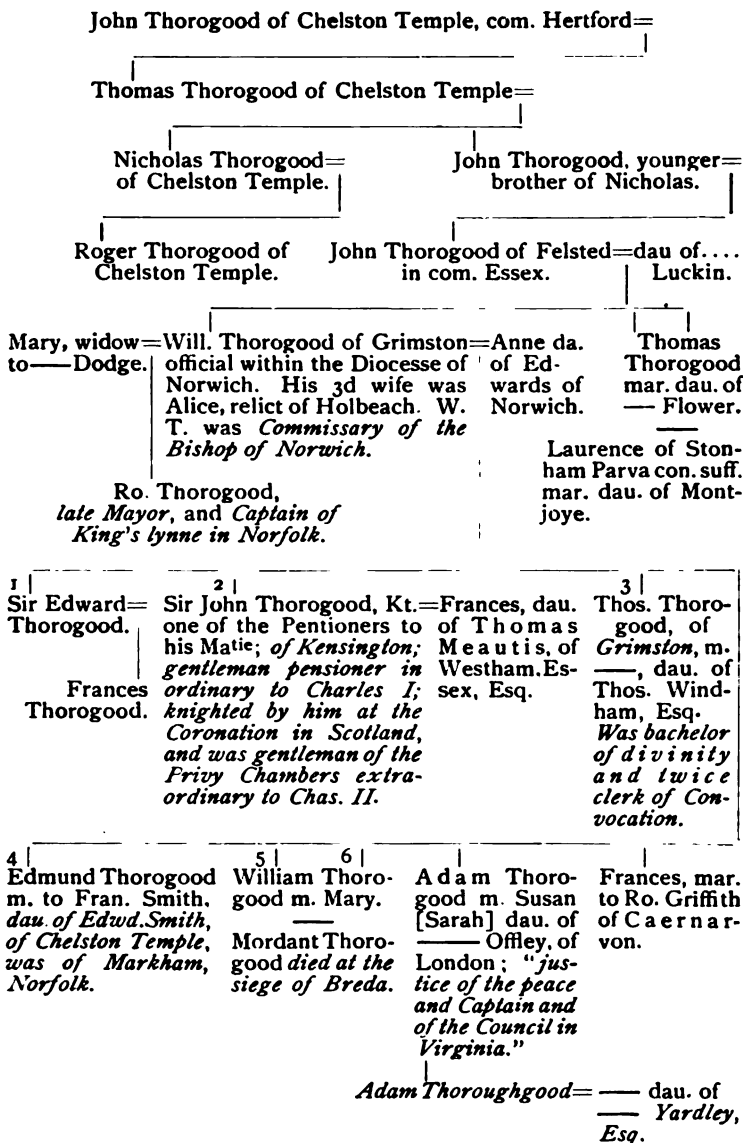 John Thorogood of Chelston Temple, com. Hertford=
Thomas Thorogood of Chelston Temple=
Nicholas Thorogood=
of Chelston Temple.
John Thorogood, younger=
brother of Nicholas.
Roger Thorogood of
Chelston Temple.
John Thorogood of Felsted=dau of....
in com. Essex. Luckin.
Mary, widow=
to——Dodge.
Will. Thorogood of Grimston=
official within the Diocesse of
Norwich. His 3d wife was
Alice, relict of Holbeach. W.
T. was Commissary of the
Bishop of Norwich.
Anne da.
of Ed-
wards of
Norwich.
Thomas
Thorogood
mar. dau. of
— Flower.
Laurence of Ston-
ham Parva con. suff.
mar. dau. of Mont-
joye.
Ro. Thorogood,
late Mayor, and Captain of
King's lynne in Norfolk.
1
Sir Edward=
Thorogood.
Frances
Thorogood.
2
Sir John Thorogood, Kt.=
one of the Pentioners to
his Matie; of Kensington;
gentleman pensioner in
ordinary to Charles I;
knighted by him at the
Coronation in Scotland,
and was gentleman of the
Privy Chambers extra-
ordinary to Chas. II.
Frances, dau.
of Thomas
Meautis, of
Westham.Es-
sex, Esq.
3
Thos. Thoro-
good, of
Grimston, m.
——, dau. of
Thos. Wind-
ham, Esq.
Was bachelor
of divinity
and twice
clerk of Con-
vocation.
4
Edmund Thorogood
m. to Fran. Smith.
dau. of Edwd.Smith,
of Chelston Temple,
was of Markham,
Norfolk.
5 6
William Thoro-
good m. Mary.
Mordant Thoro-
good died at the
siege of Breda.
Adam Thoro-
good m. Susan
[Sarah] dau. of
—— Offley, of
London; "jus-
tice of the peace
and Captain and
of the Council in
Virginia."
Frances, mar.
to Ro. Griffith
of Caernar-
von.
Adam Thoroughgood= —— dau. of
—— Yardley,
Esq.